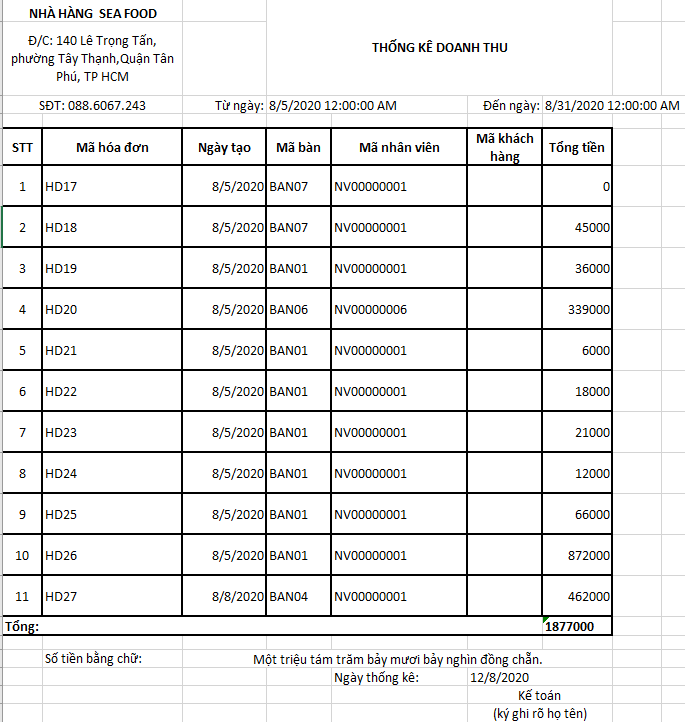 NHÀ HÀNG SEA FOOD
Đ/C: 140 Lê Trọng Tấn,
phường Tây Thạnh,Quận Tân
Phú, TP HCM
THỐNG KÊ DOANH THU
SĐT: 088.6067.243 Từ ngày: 8/5/2020 12:00:00 AM Đến ngày: 8/31/2020 12:00:00 AM
STT Mã hóa đơn Ngày tạo Mã bàn Mã nhân viên Mã khách hàng Tổng tiền
1 HD17 8/5/2020 BAN07 NV00000001 0
2 HD18 8/5/2020 BAN07 NV00000001 45000
3 HD19 8/5/2020 BAN01 NV00000001 36000
4 HD20 8/5/2020 BAN06 NV00000006 339000
5 HD21 8/5/2020 BAN01 NV00000001 6000
6 HD22 8/5/2020 BAN01 NV00000001 18000
7 HD23 8/5/2020 BAN01 NV00000001 21000
8 HD24 8/5/2020 BAN01 NV00000001 12000
9 HD25 8/5/2020 BAN01 NV00000001 66000
10 HD26 8/5/2020 BAN01 NV00000001 872000
11 HD27 8/8/2020 BAN04 NV00000001 462000
Tổng: 1877000
Số tiền bằng chữ: Một triệu tám trăm bảy mươi bảy nghìn đồng chẵn.
Ngày thống kê: 12/8/2020
Kế toán
(ký ghi rõ họ tên)